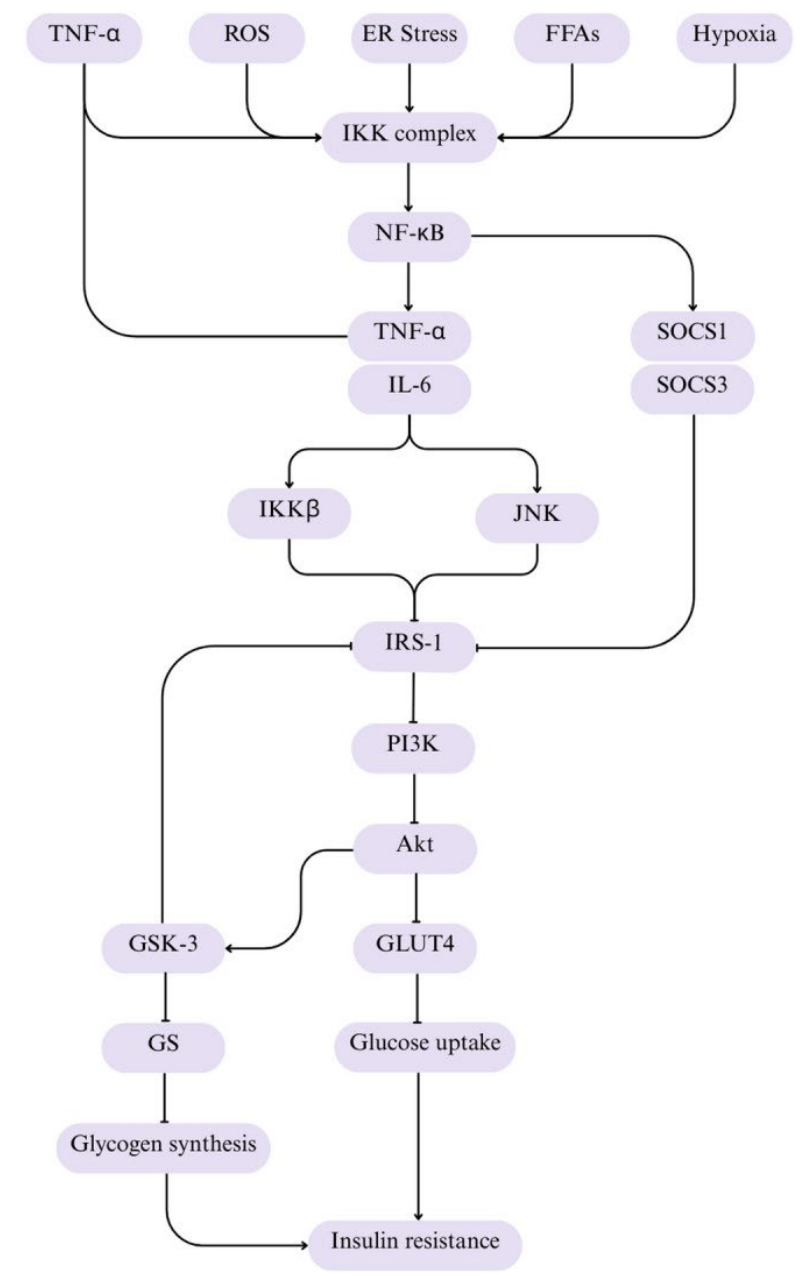 TNF-α
ROS
ER Stress
FFAs
Hypoxia
IKK complex
NF-κB
TNF-α
SOCS1
IL-6
SOCS3
IKKβ
JNK
IRS-1
PI3K
Akt
GSK-3
GLUT4
GS
Glucose uptake
Glycogen synthesis
Insulin resistance